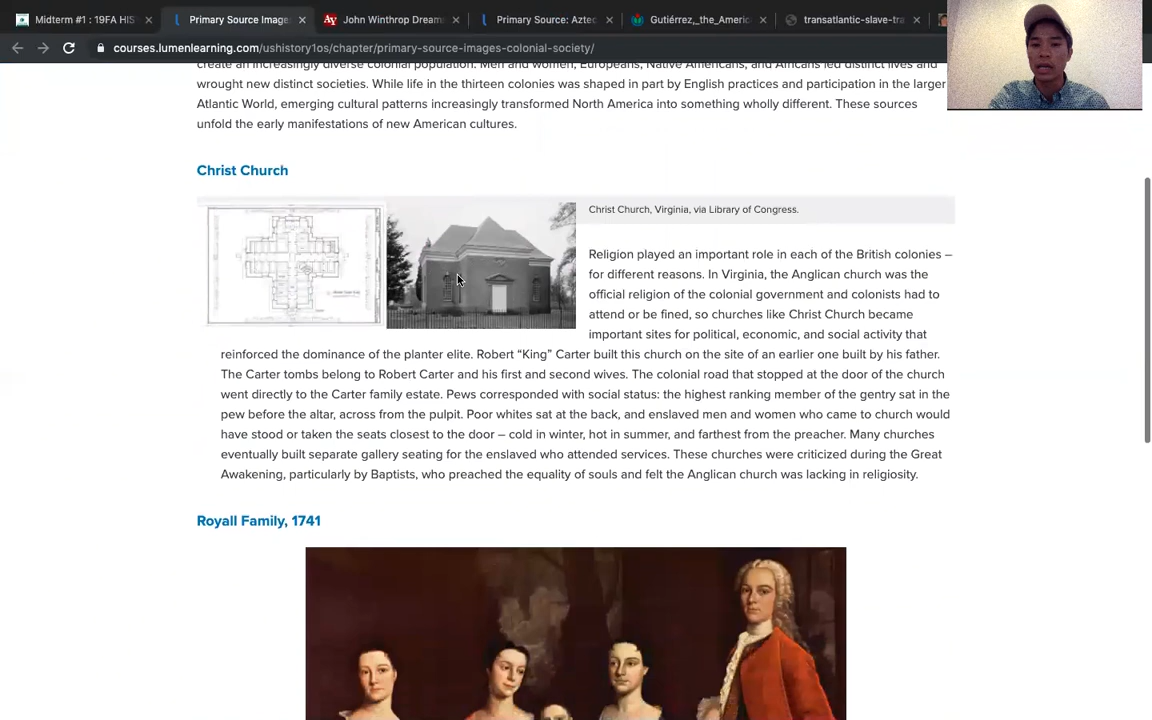 Midterm #1 : 19FA HIS
Primary Source Image
John Winthrop Dream
Primary Source: Aztec
Gutiérrez,_the_Americ
transatlantic-slave-tra
courses.lumenlearning.com/ushistory1os/chapter/primary-source-images-colonial-society/
create an increasingly diverse colonial population. Men and women, Europeans, Native Americans, and Africans led distinct lives and
wrought new distinct societies. While life in the thirteen colonies was shaped in part by English practices and participation in the larger
Atlantic World, emerging cultural patterns increasingly transformed North America into something wholly different. These sources
unfold the early manifestations of new American cultures.
Christ Church
Christ Church, Virginia, via Library of Congress.
Religion played an important role in each of the British colonies –
for different reasons. In Virginia, the Anglican church was the
official religion of the colonial government and colonists had to
attend or be fined, so churches like Christ Church became
important sites for political, economic, and social activity that
reinforced the dominance of the planter elite. Robert “King” Carter built this church on the site of an earlier one built by his father.
The Carter tombs belong to Robert Carter and his first and second wives. The colonial road that stopped at the door of the church
went directly to the Carter family estate. Pews corresponded with social status: the highest ranking member of the gentry sat in the
pew before the altar, across from the pulpit. Poor whites sat at the back, and enslaved men and women who came to church would
have stood or taken the seats closest to the door – cold in winter, hot in summer, and farthest from the preacher. Many churches
eventually built separate gallery seating for the enslaved who attended services. These churches were criticized during the Great
Awakening, particularly by Baptists, who preached the equality of souls and felt the Anglican church was lacking in religiosity.
Royall Family, 1741